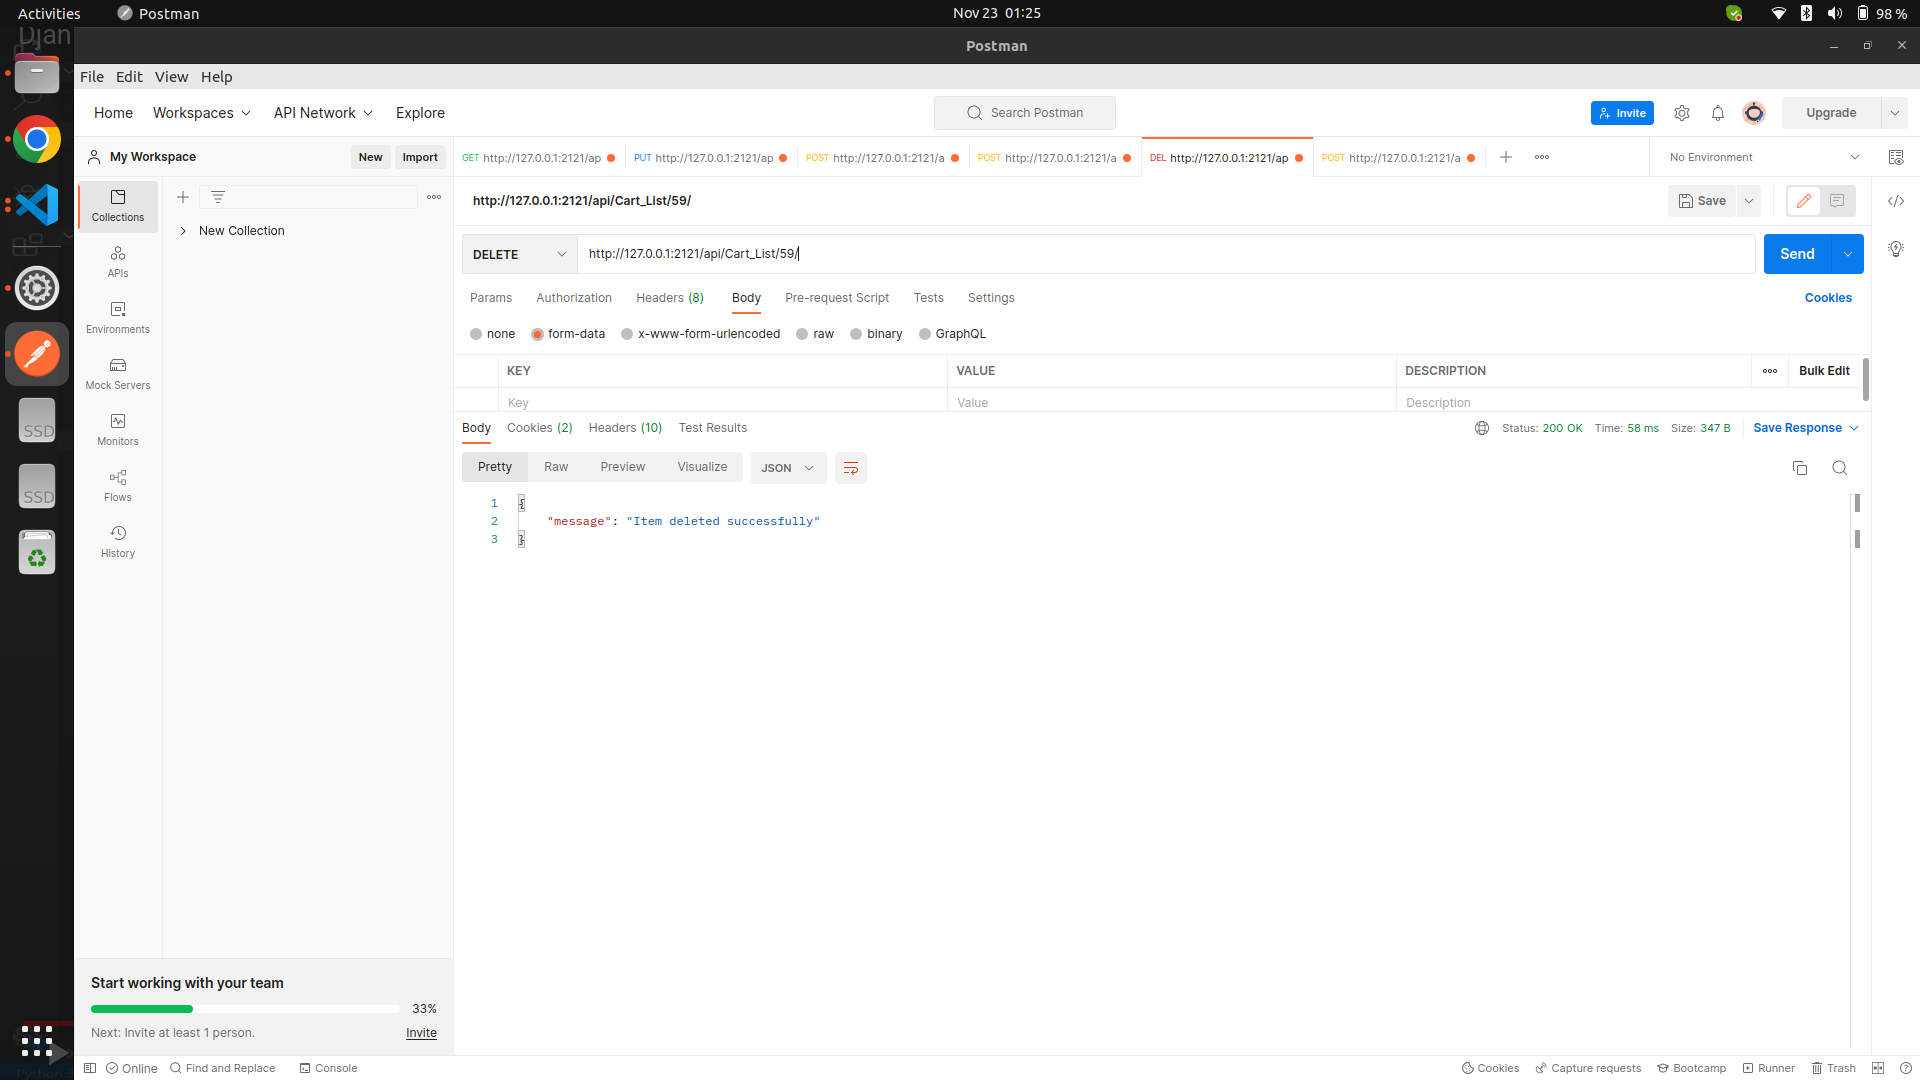 Activities
Postman
Nov 23 01:25
98 %
Djan
Postman
File Edit View Help
Home Workspaces API Network Explore
Search Postman
Invite
Upgrade
My Workspace
New
Import
GET http://127.0.0.1:2121/ap
PUT http://127.0.0.1:2121/ap
POST http://127.0.0.1:2121/a
POST http://127.0.0.1:2121/a
DEL http://127.0.0.1:2121/ap
POST http://127.0.0.1:2121/a
No Environment
Collections
APIs
Environments
Mock Servers
Monitors
Flows
History
New Collection
http://127.0.0.1:2121/api/Cart_List/59/
Save
DELETE
http://127.0.0.1:2121/api/Cart_List/59/
Send
Params Authorization Headers (8) Body Pre-request Script Tests Settings
Cookies
none form-data x-www-form-urlencoded raw binary GraphQL
KEY VALUE DESCRIPTION
Bulk Edit
Key Value Description
Body Cookies (2) Headers (10) Test Results
Status: 200 OK Time: 58 ms Size: 347 B
Save Response
Pretty Raw Preview Visualize
JSON
1 {
2 "message": "Item deleted successfully"
3 }
SSD
SSD
Start working with your team
33%
Next: Invite at least 1 person.
Invite
Online
Find and Replace
Console
Cookies
Capture requests
Bootcamp
Runner
Trash